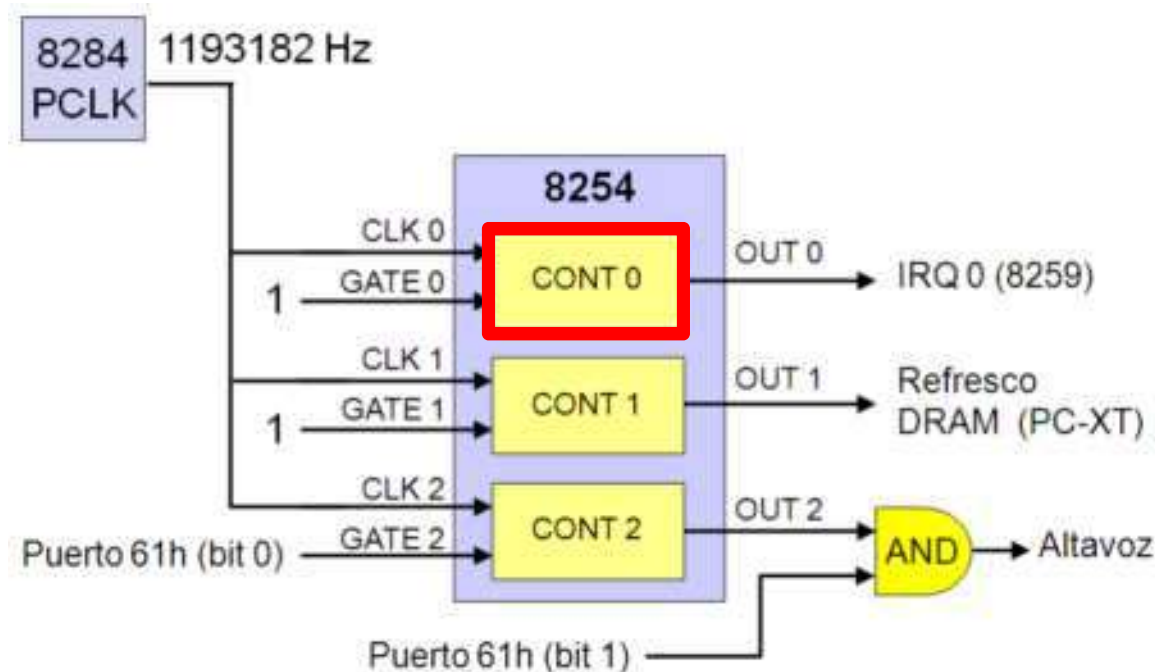 8284
PCLK
1193182 Hz
8254
CLK 0
1
GATE 0
CONT 0
OUT 0
IRQ 0 (8259)
CLK 1
1
GATE 1
CONT 1
OUT 1
Refresco
DRAM (PC-XT)
CLK 2
Puerto 61h (bit 0)
GATE 2
CONT 2
OUT 2
AND
Altavoz
Puerto 61h (bit 1)